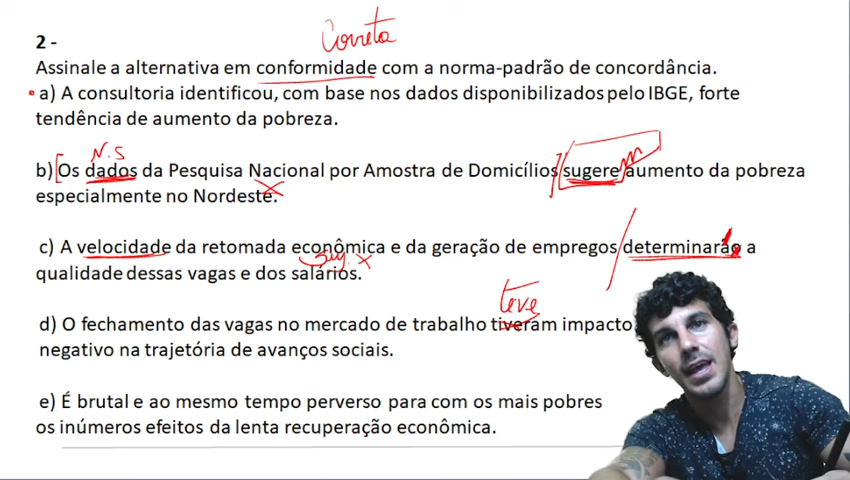 Correta
2 -
Assinale a alternativa em conformidade com a norma-padrão de concordância.
a) A consultoria identificou, com base nos dados disponibilizados pelo IBGE, forte
tendência de aumento da pobreza.
N.S
b) Os dados da Pesquisa Nacional por Amostra de Domicílios sugere m aumento da pobreza
especialmente no Nordeste.
c) A velocidade da retomada econômica e da geração de empregos determinarão a
qualidade dessas vagas e dos salários.
teve
d) O fechamento das vagas no mercado de trabalho tiveram impacto
negativo na trajetória de avanços sociais.
e) É brutal e ao mesmo tempo perverso para com os mais pobres
os inúmeros efeitos da lenta recuperação econômica.